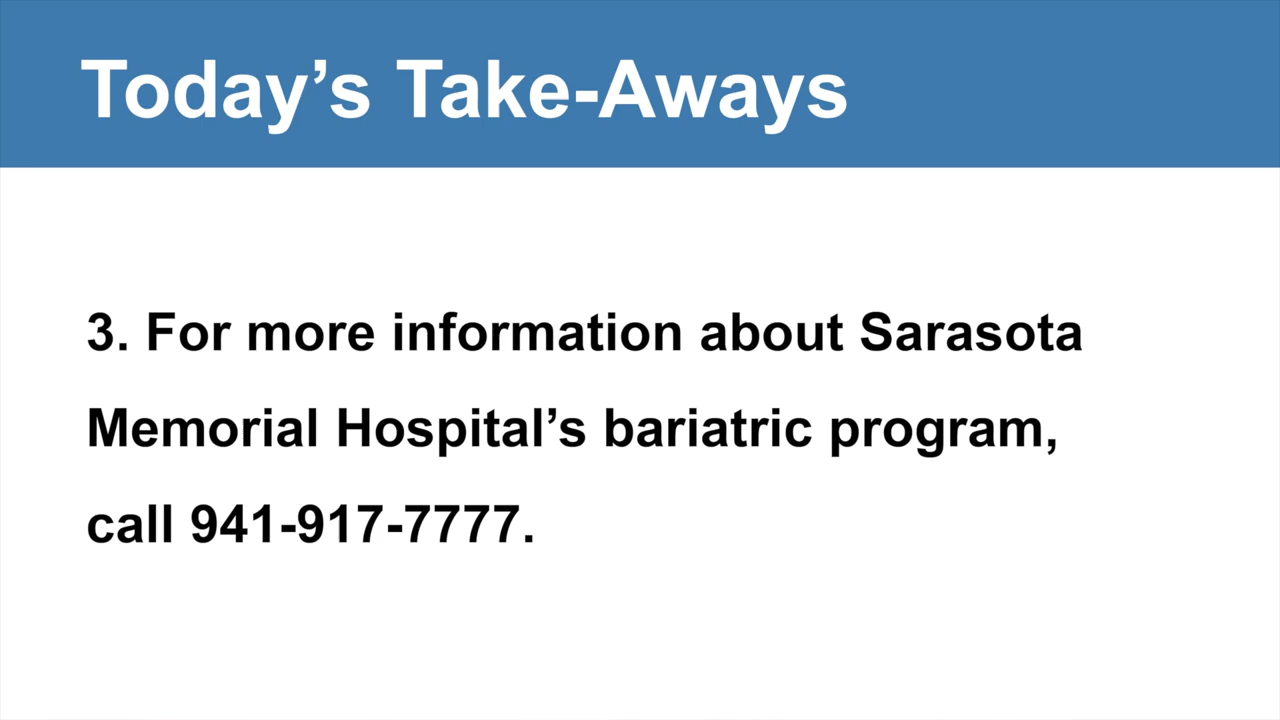 Today’s Take-Aways
3. For more information about Sarasota
Memorial Hospital’s bariatric program,
call 941-917-7777.